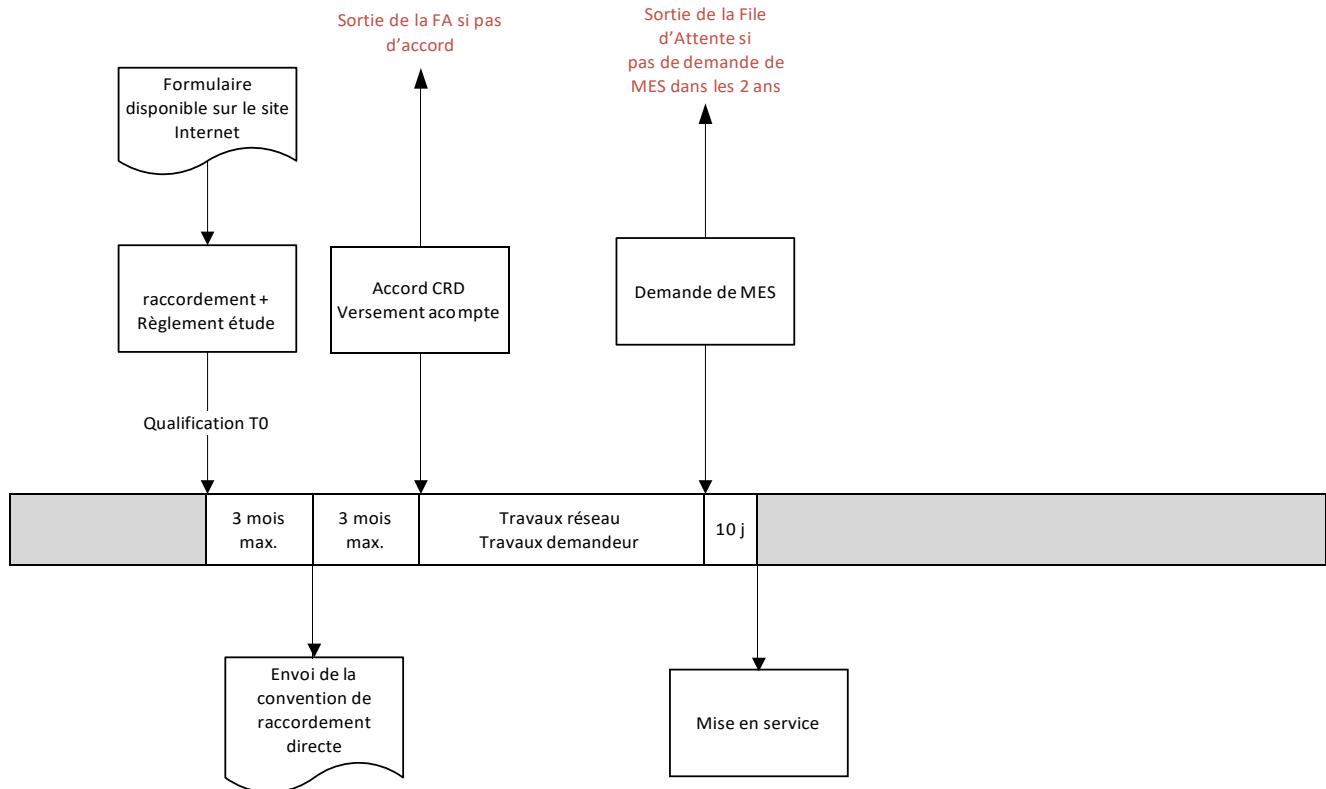 Sortie de la FA si pas
d'accord
Sortie de la File
d'Attente si
pas de demande de
MES dans les 2 ans
Formulaire
disponible sur le site
Internet
raccordement +
Règlement étude
Accord CRD
Versement acompte
Demande de MES
Qualification T0
3 mois
max.
3 mois
max.
Travaux réseau
Travaux demandeur
10 j
Envoi de la
convention de
raccordement
directe
Mise en service